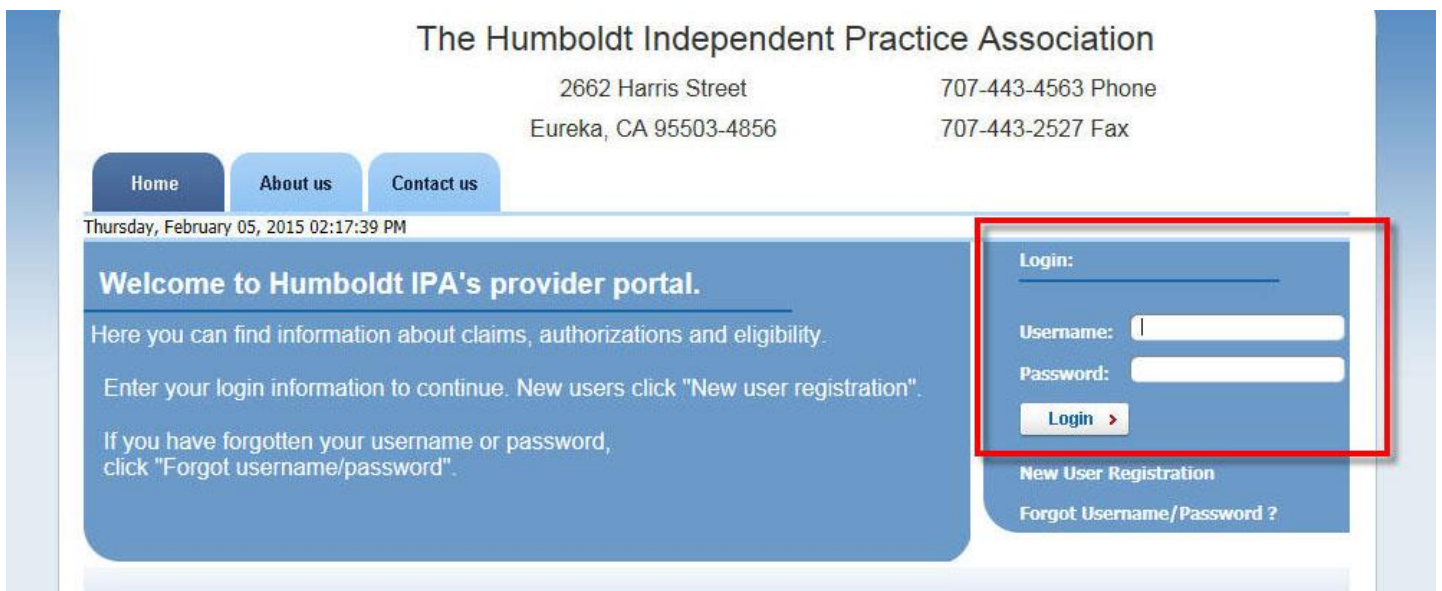 The Humboldt Independent Practice Association
2662 Harris Street 707-443-4563 Phone
Eureka, CA 95503-4856 707-443-2527 Fax
Home About us Contact us
Thursday, February 05, 2015 02:17:39 PM
Welcome to Humboldt IPA's provider portal.
Here you can find information about claims, authorizations and eligibility.
Enter your login information to continue. New users click "New user registration".
If you have forgotten your username or password,
click "Forgot username/password".
Login:
Username:
Password:
Login >
New User Registration
Forgot Username/Password ?